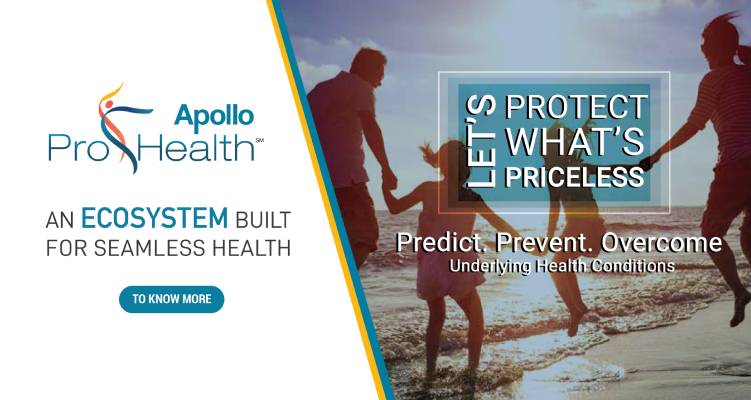 Apollo
ProHealth℠
AN ECOSYSTEM BUILT
FOR SEAMLESS HEALTH
TO KNOW MORE
LET'S
PROTECT
WHAT'S
PRICELESS
Predict. Prevent. Overcome
Underlying Health Conditions